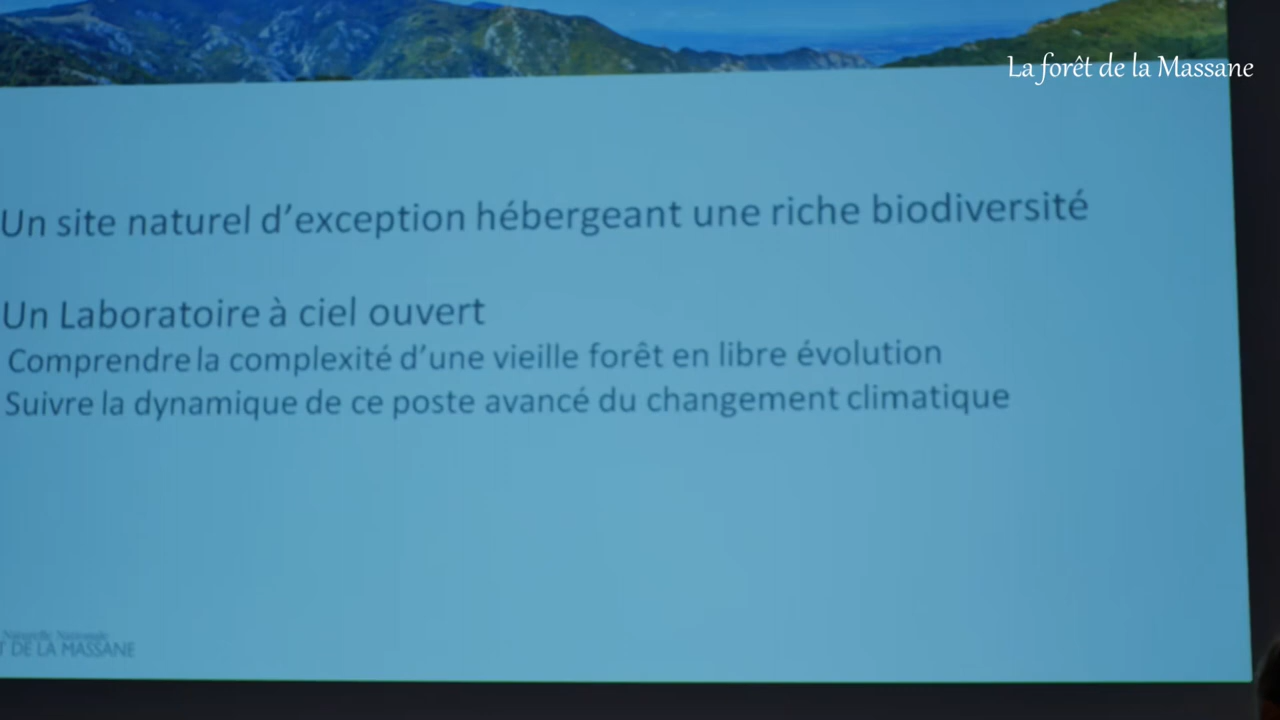 La forêt de la Massane
Un site naturel d'exception hébergeant une riche biodiversité
Un Laboratoire à ciel ouvert
Comprendre la complexité d'une vieille forêt en libre évolution
Suivre la dynamique de ce poste avancé du changement climatique
Naturelle Nationale
T DE LA MASSANE